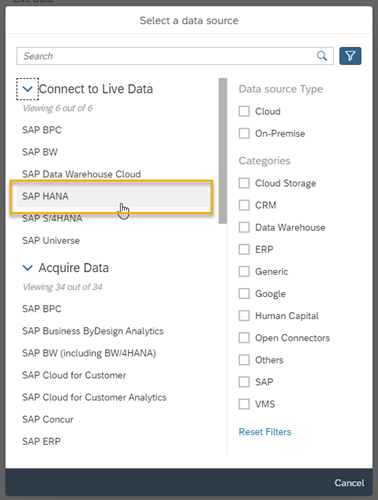 Select a data source
Search
Connect to Live Data
Viewing 6 out of 6
SAP BPC
SAP BW
SAP Data Warehouse Cloud
SAP HANA
SAP S/4HANA
SAP Universe
Acquire Data
Viewing 34 out of 34
SAP BPC
SAP Business ByDesign Analytics
SAP BW (including BW/4HANA)
SAP Cloud for Customer
SAP Cloud for Customer Analytics
SAP Concur
SAP ERP
Data source Type
Cloud
On-Premise
Categories
Cloud Storage
CRM
Data Warehouse
ERP
Generic
Google
Human Capital
Open Connectors
Others
SAP
VMS
Reset Filters
Cancel